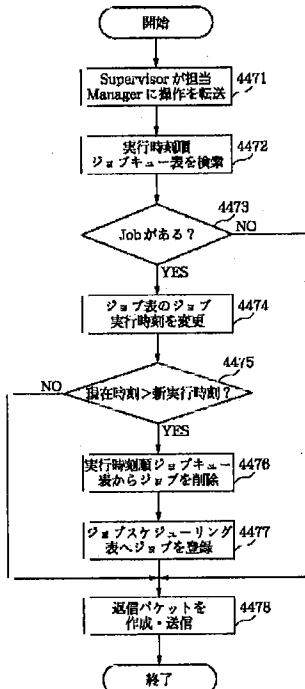 開始
Supervisorが担当
Managerに操作を転送
4471
実行時刻順
ジョブキュー表を検索
4472
4473
Jobがある？
NO
YES
ジョブ表のジョブ
実行時刻を変更
4474
4475
NO
現在時刻>新実行時刻？
YES
実行時刻順ジョブキュー
表からジョブを削除
4476
ジョブスケジューリング
表へジョブを登録
4477
返信パケットを
作成・送信
4478
終了